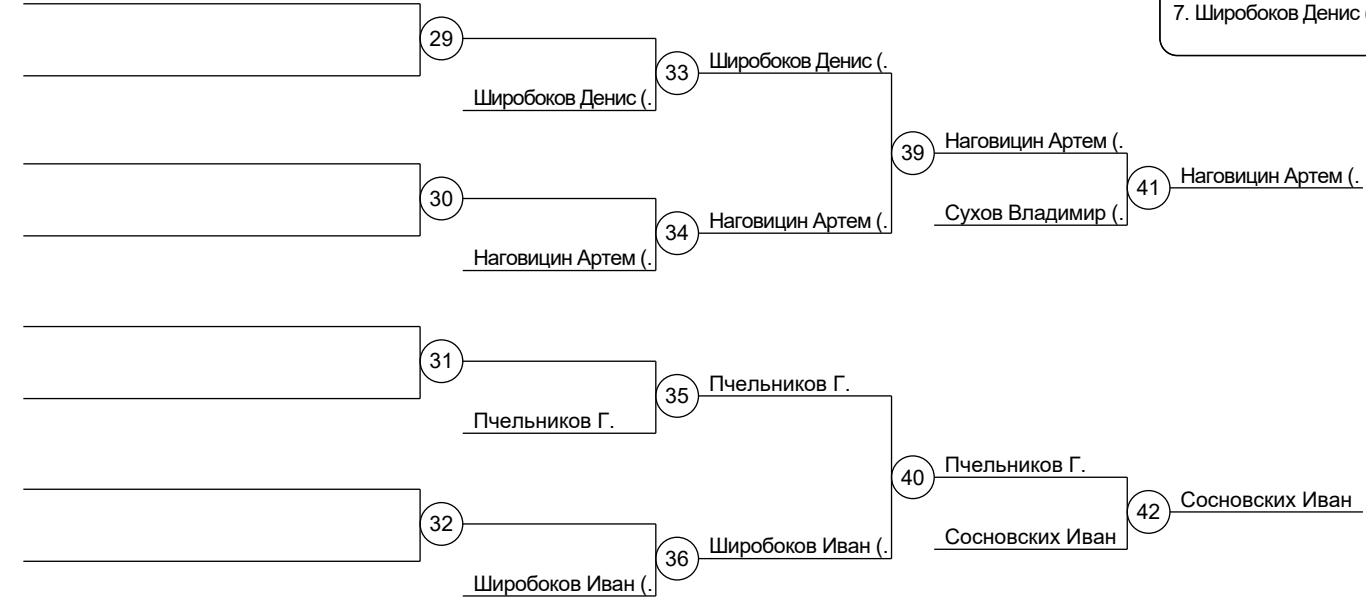 7. Широбоков Денис (
29
33
Широбоков Денис (.
Широбоков Денис (.
39
Наговицин Артем (.
41
Наговицин Артем (.
30
34
Наговицин Артем (.
Сухов Владимир (.
Наговицин Артем (.
31
35
Пчельников Г.
Пчельников Г.
40
Пчельников Г.
42
Сосновских Иван
32
36
Широбоков Иван (.
Сосновских Иван
Широбоков Иван (.